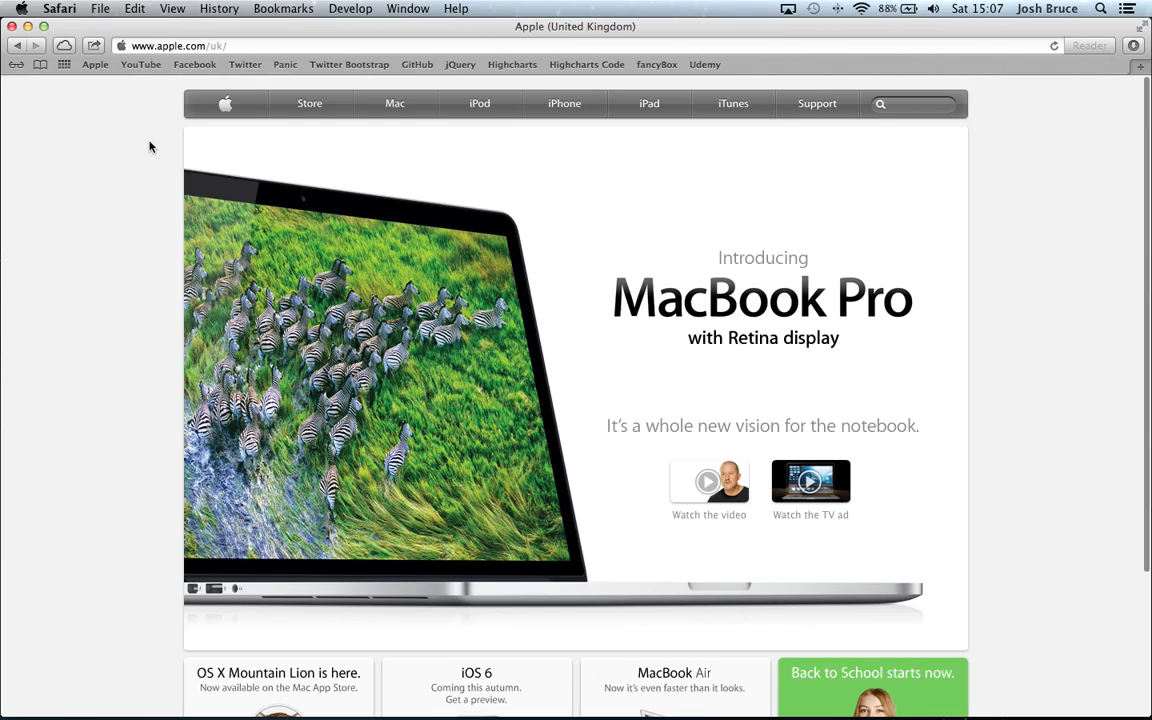 Safari File Edit View History Bookmarks Develop Window Help 88% Sat 15:07 Josh Bruce
Apple (United Kingdom)
www.apple.com/uk/ Reader
Apple YouTube Facebook Twitter Panic Twitter Bootstrap GitHub jQuery Highcharts Highcharts Code fancyBox Udemy
Store Mac iPod iPhone iPad iTunes Support
Introducing
MacBook Pro
with Retina display
It's a whole new vision for the notebook.
Watch the video Watch the TV ad
OS X Mountain Lion is here.
Now available on the Mac App Store.
iOS 6
Coming this autumn.
Get a preview.
MacBook Air
Now it's even faster than it looks.
Back to School starts now.